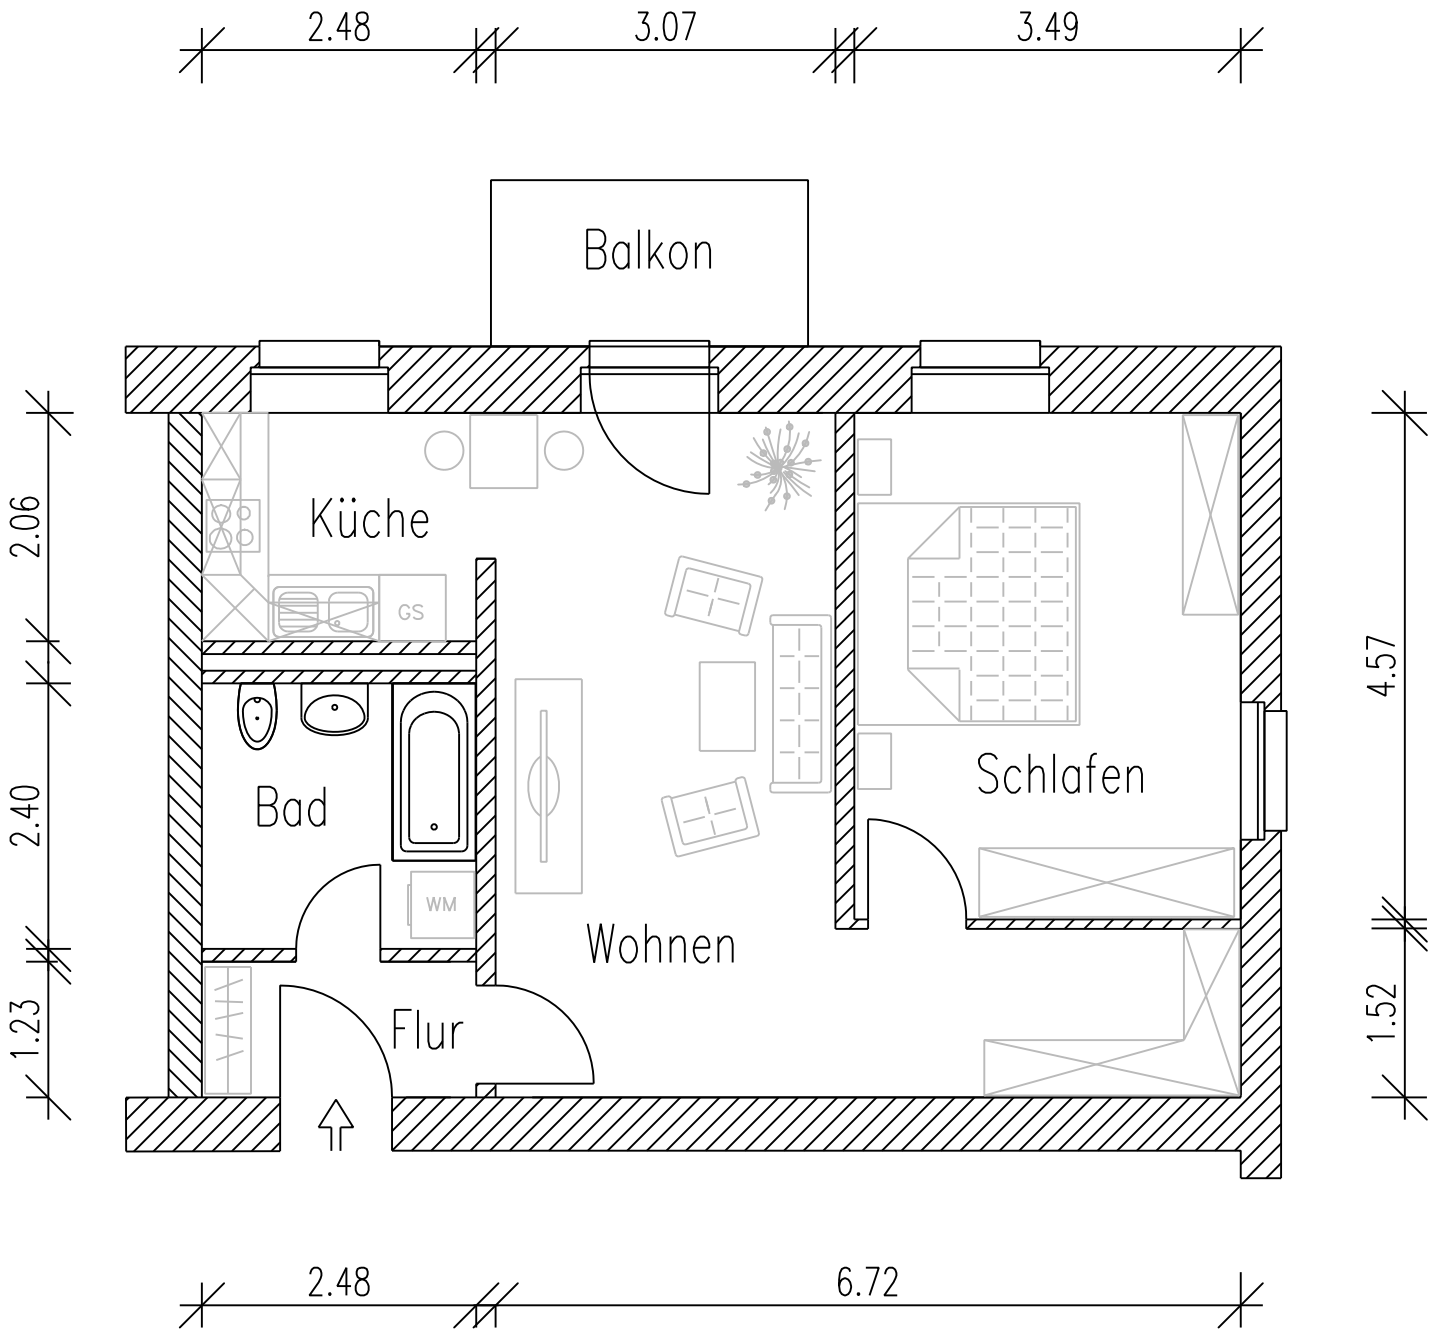 2.48
3.07
3.49
Balkon
Küche
2.06
GS
4.57
Schlafen
Bad
2.40
WM
Wohnen
Flur
1.23
1.52
2.48
6.72